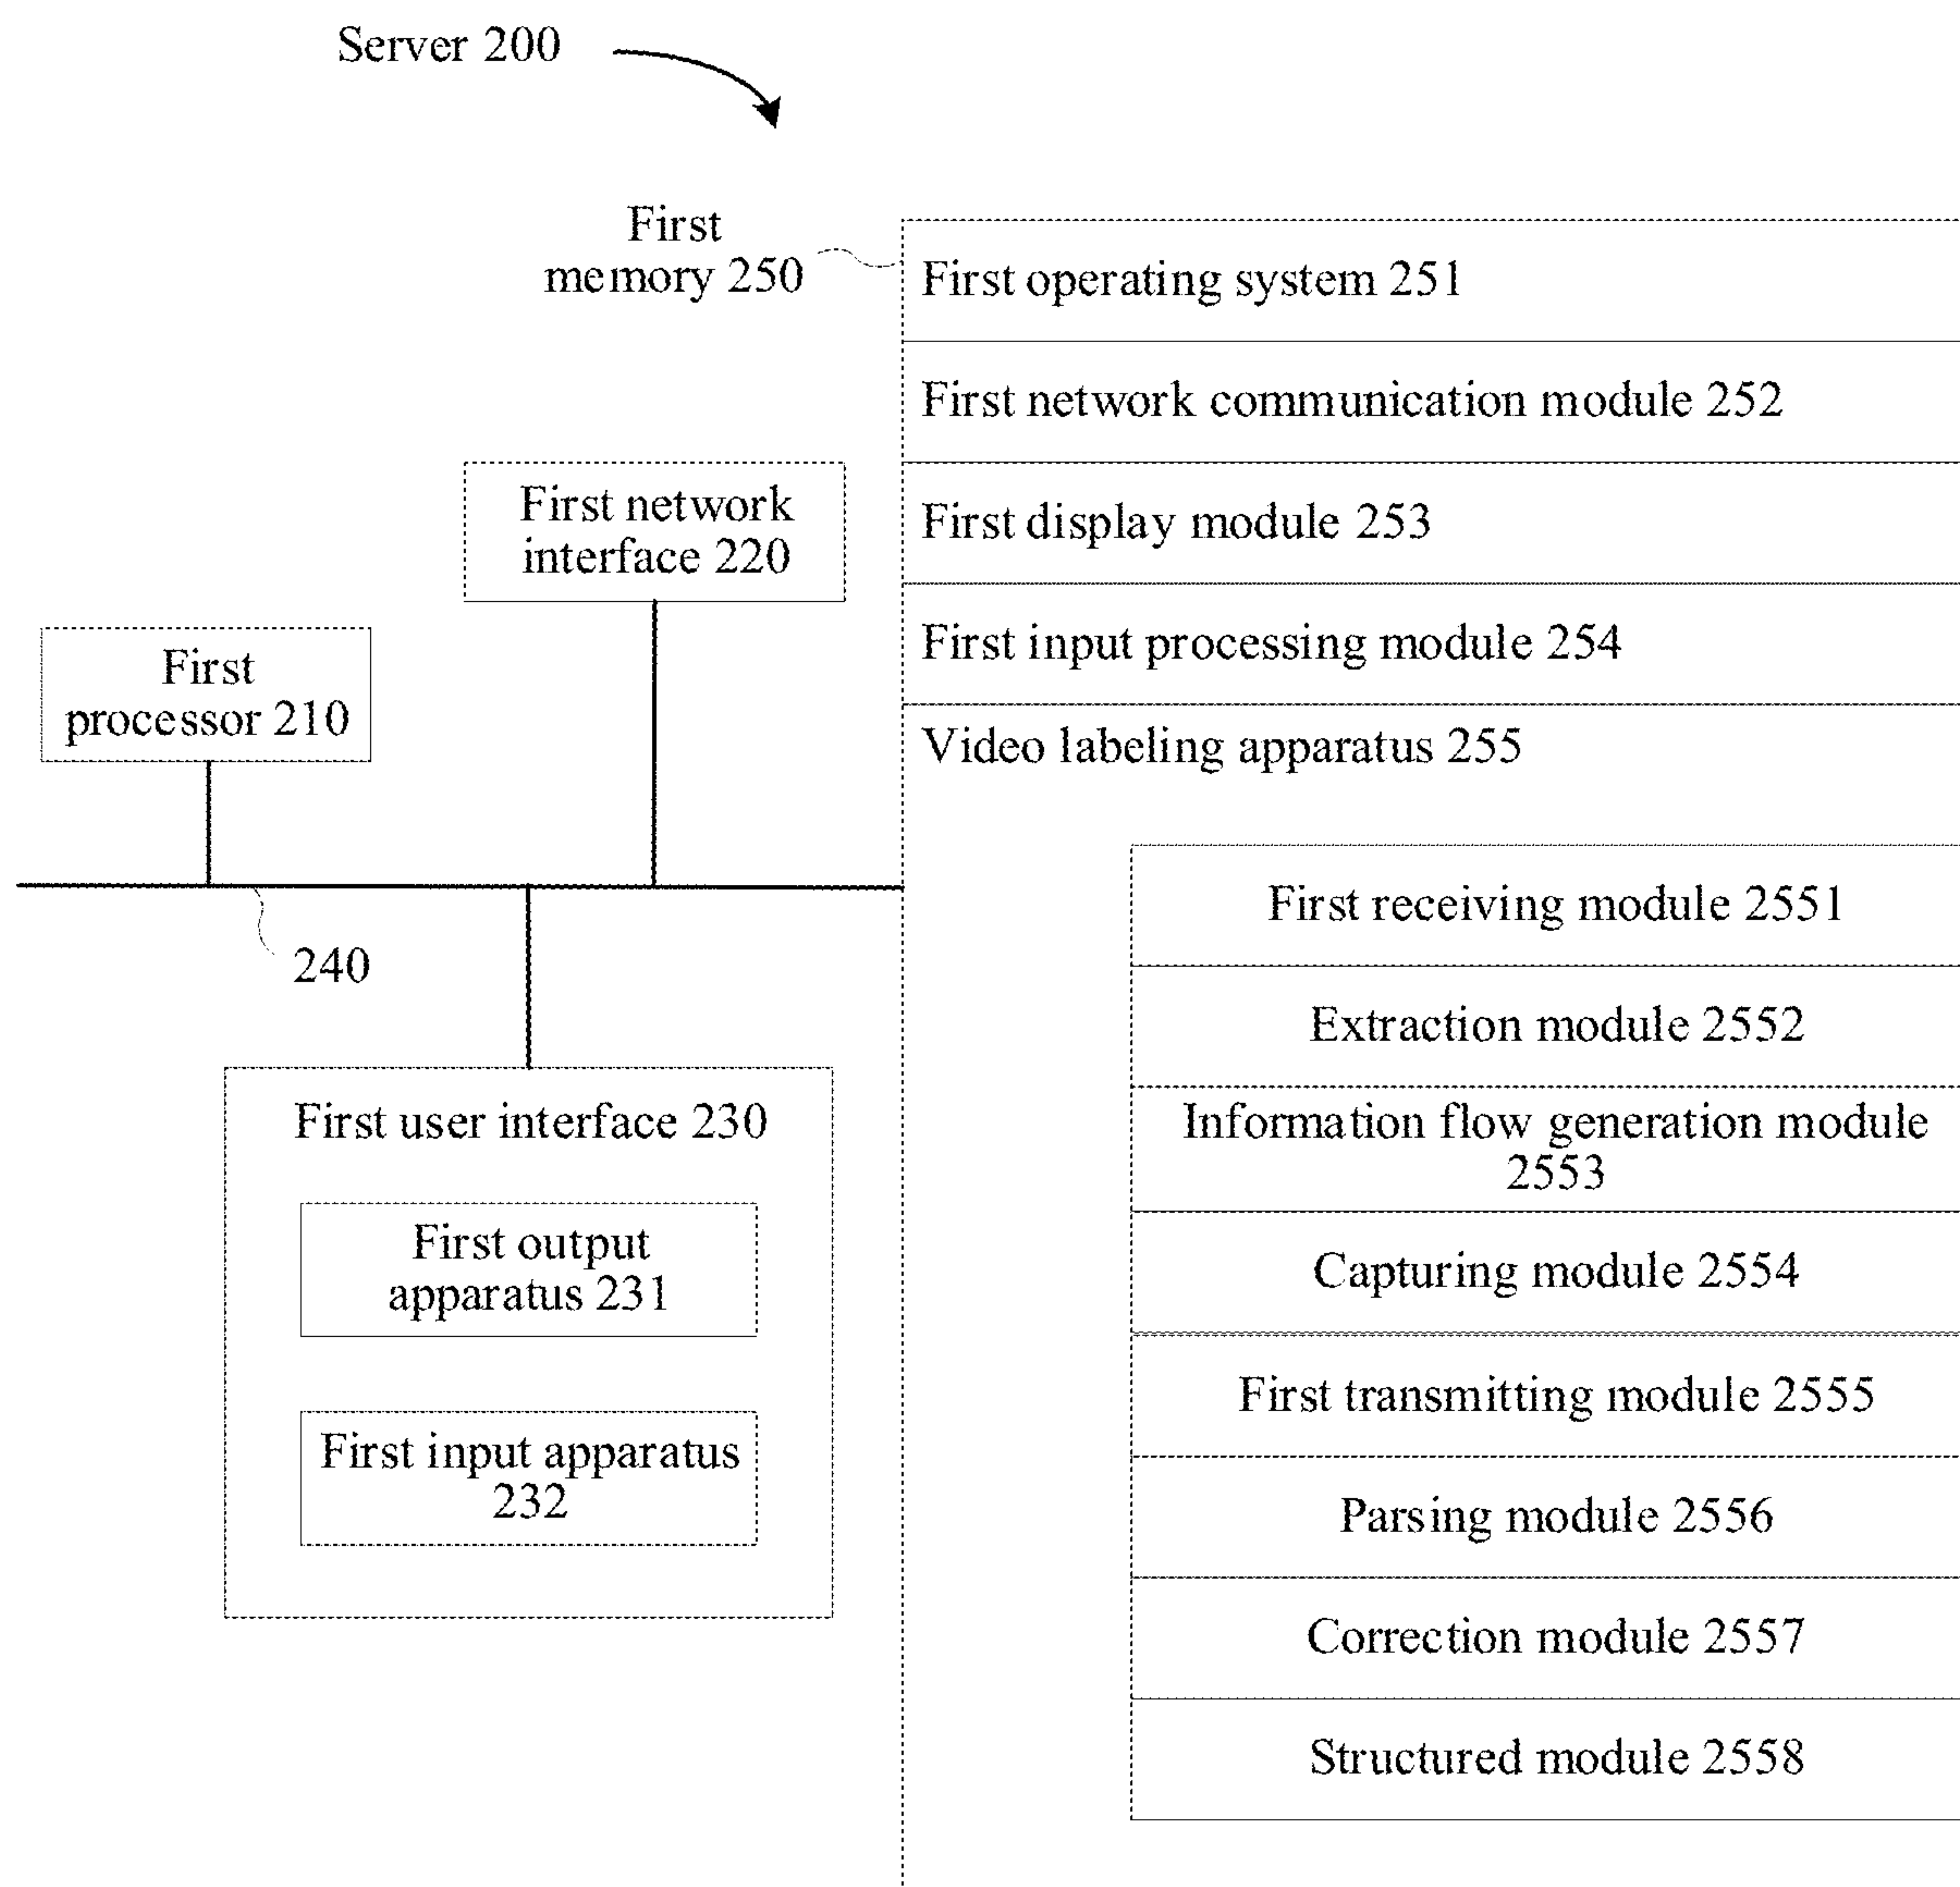 Server 200
First
memory 250
First operating system 251
First network communication module 252
First network
interface 220
First display module 253
First input processing module 254
First
processor 210
Video labeling apparatus 255
240
First receiving module 2551
Extraction module 2552
Information flow generation module
2553
Capturing module 2554
First transmitting module 2555
Parsing module 2556
Correction module 2557
Structured module 2558
First user interface 230
First output
apparatus 231
First input apparatus
232